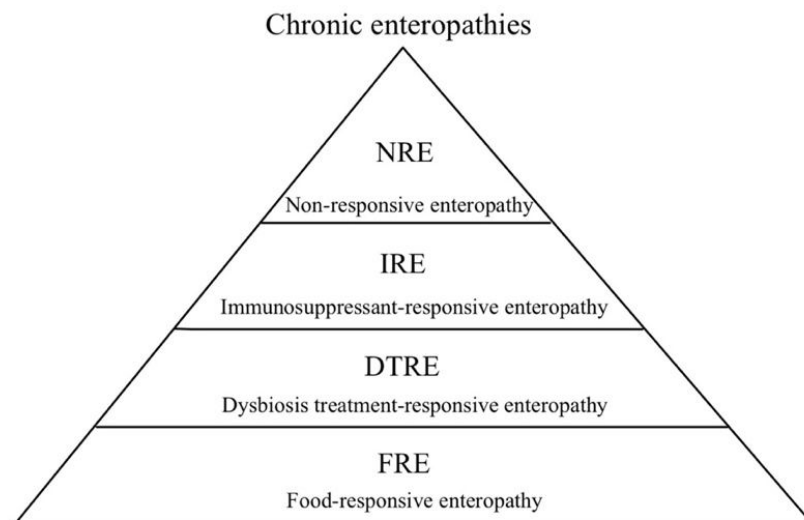 Chronic enteropathies
NRE
Non-responsive enteropathy
IRE
Immunosuppressant-responsive enteropathy
DTRE
Dysbiosis treatment-responsive enteropathy
FRE
Food-responsive enteropathy